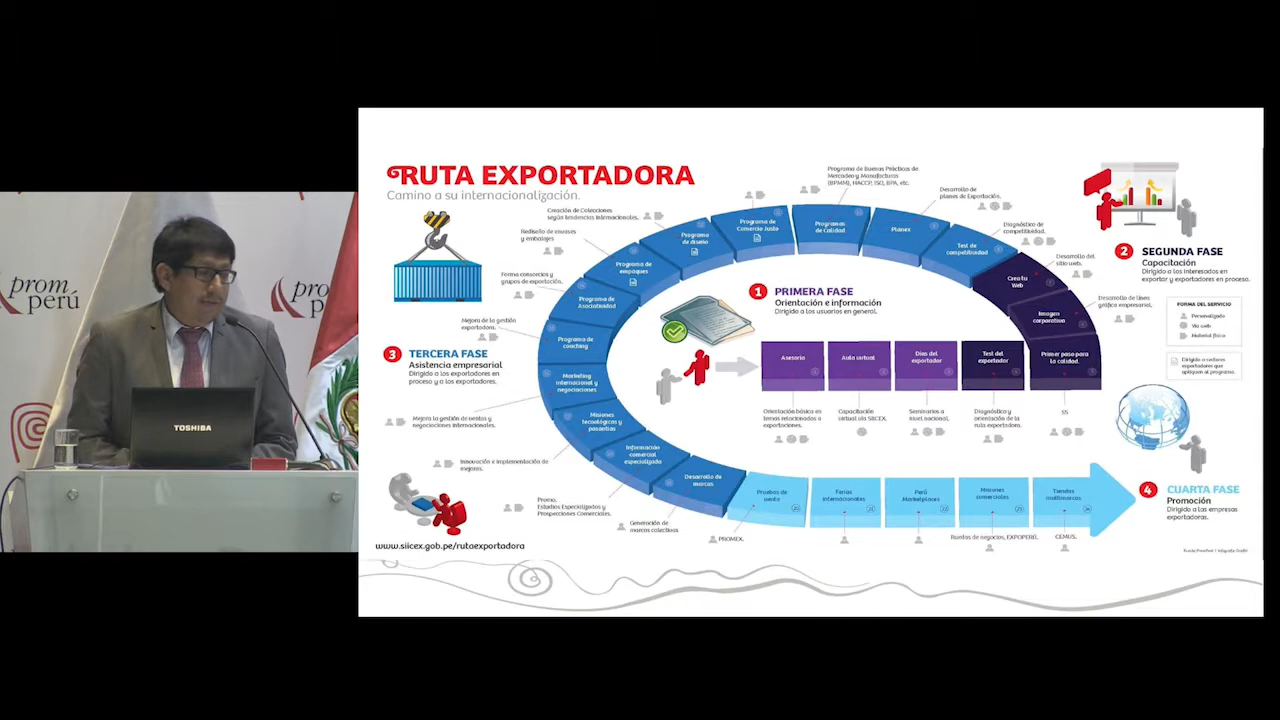 prom
perú
prom
perú
TOSHIBA
RUTA EXPORTADORA
Camino a su internacionalización.
Programa de Buenas Prácticas de
Mercadeo y Manufacturas
(BPMM), HACCP, ISO, BPA, etc.
Desarrollo de
planes de Exportación.
Diagnóstico de
competitividad.
Desarrollo del
sitio web.
Desarrollo de línea
gráfica empresarial.
Creación de Colecciones
según tendencias internacionales.
Rediseño de envases
y embalajes
Forma consorcios y
grupos de exportación.
Mejora de la gestión
exportadora.
Mejora la gestión de ventas y
negociaciones internacionales.
Innovación e implementación de
mejoras.
Promo,
Estudios Especializados y
Prospecciones Comerciales.
Generación de
marcas colectivas
PROMEX.
Ruedas de negocios, EXPOPERÚ.
CEMUS.
1 PRIMERA FASE
Orientación e información
Dirigido a los usuarios en general.
2 SEGUNDA FASE
Capacitación
Dirigido a los interesados en
exportar y exportadores en proceso.
FORMA DEL SERVICIO
Personalizado
Vía web
Material físico
Dirigido a sectores
exportadores que
apliquen al programa.
3 TERCERA FASE
Asistencia empresarial
Dirigido a los exportadores en
proceso y a los exportadores.
4 CUARTA FASE
Promoción
Dirigido a las empresas
exportadoras.
Asesoria
Aula virtual
Días del
exportador
Test del
exportador
Primer paso para
la calidad.
Orientación básica en
temas relacionados a
exportaciones.
Capacitación
virtual vía SIICEX.
Seminarios a
nivel nacional.
Diagnóstico y
orientación de la
ruta exportadora.
5S
Imagen
corporativa
Crea tu
Web
Test de
competitividad
Planes
Programas
de Calidad
Programa de
Comercio Justo
Programa
de diseño
Programa de
empaques
Programa de
Asociatividad
Programa de
coaching
Marketing
internacional y
negociaciones
Misiones
tecnológicas y
pasantías
Información
comercial
especializada
Desarrollo de
marcas
Pruebas de
venta
Ferias
internacionales
Perú
Marketplaces
Misiones
comerciales
Tiendas
multimarcas
www.siicex.gob.pe/rutaexportadora